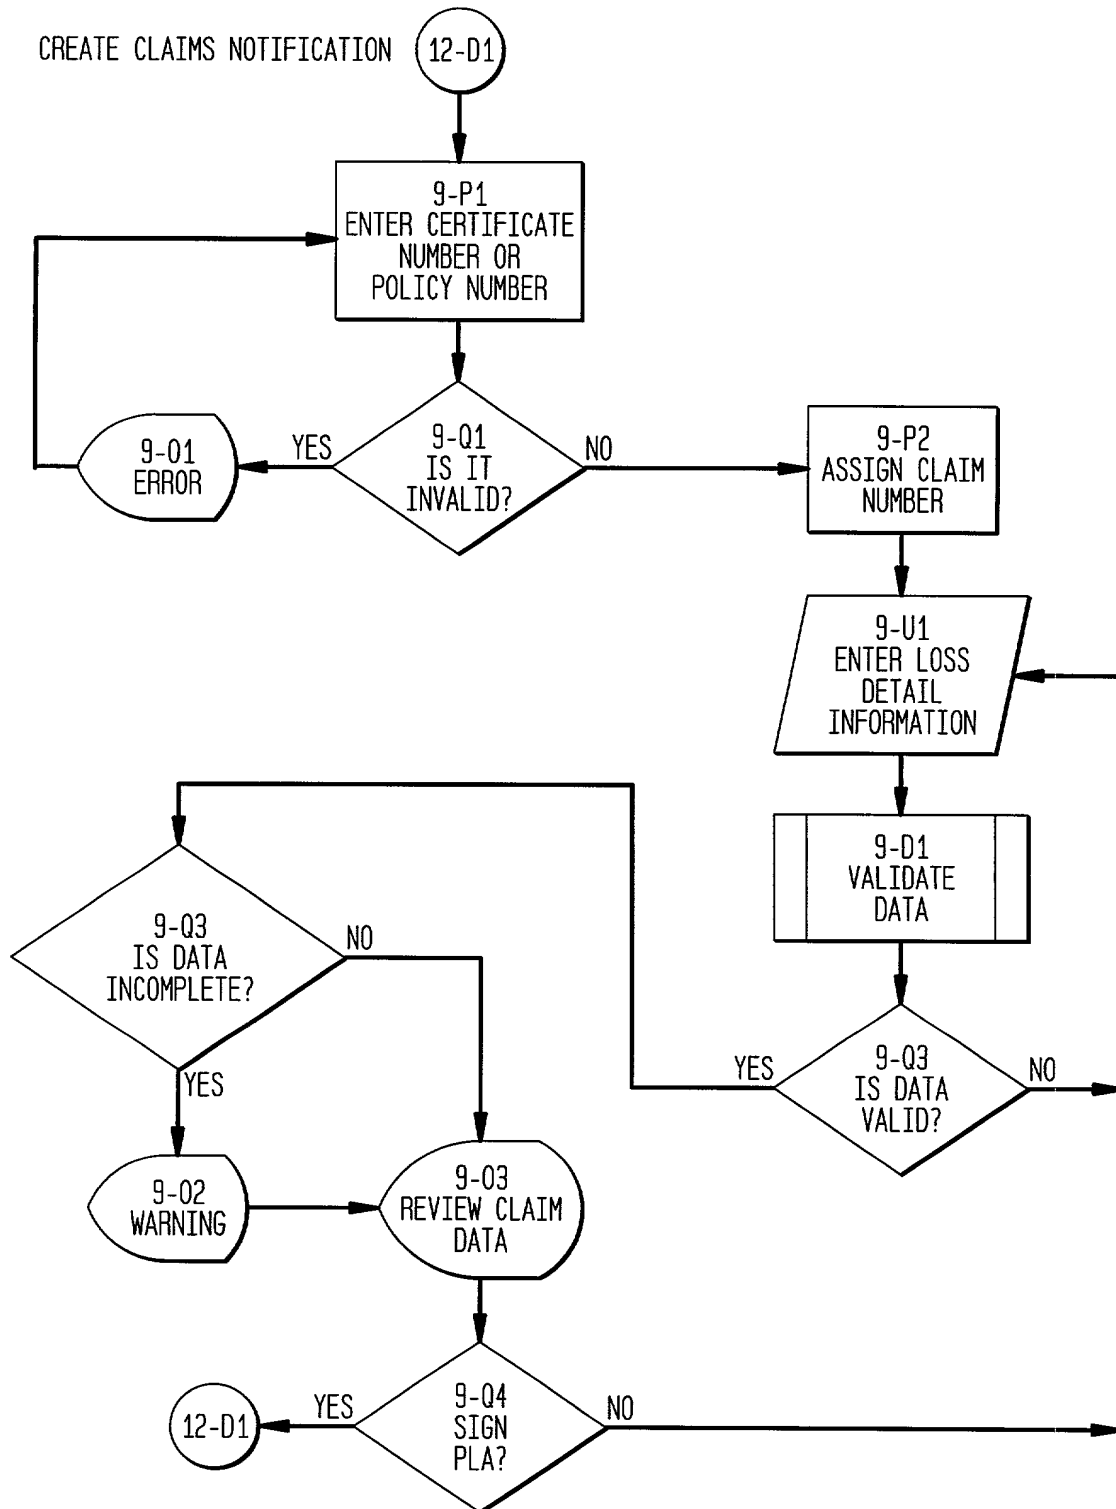 CREATE CLAIMS NOTIFICATION
12-D1
9-P1
ENTER CERTIFICATE
NUMBER OR
POLICY NUMBER
9-O1
ERROR
YES
9-Q1
IS IT
INVALID?
NO
9-P2
ASSIGN CLAIM
NUMBER
9-U1
ENTER LOSS
DETAIL
INFORMATION
9-D1
VALIDATE
DATA
9-Q3
IS DATA
VALID?
YES
NO
9-Q3
IS DATA
INCOMPLETE?
NO
YES
9-O2
WARNING
9-O3
REVIEW CLAIM
DATA
12-D1
YES
9-Q4
SIGN
PLA?
NO